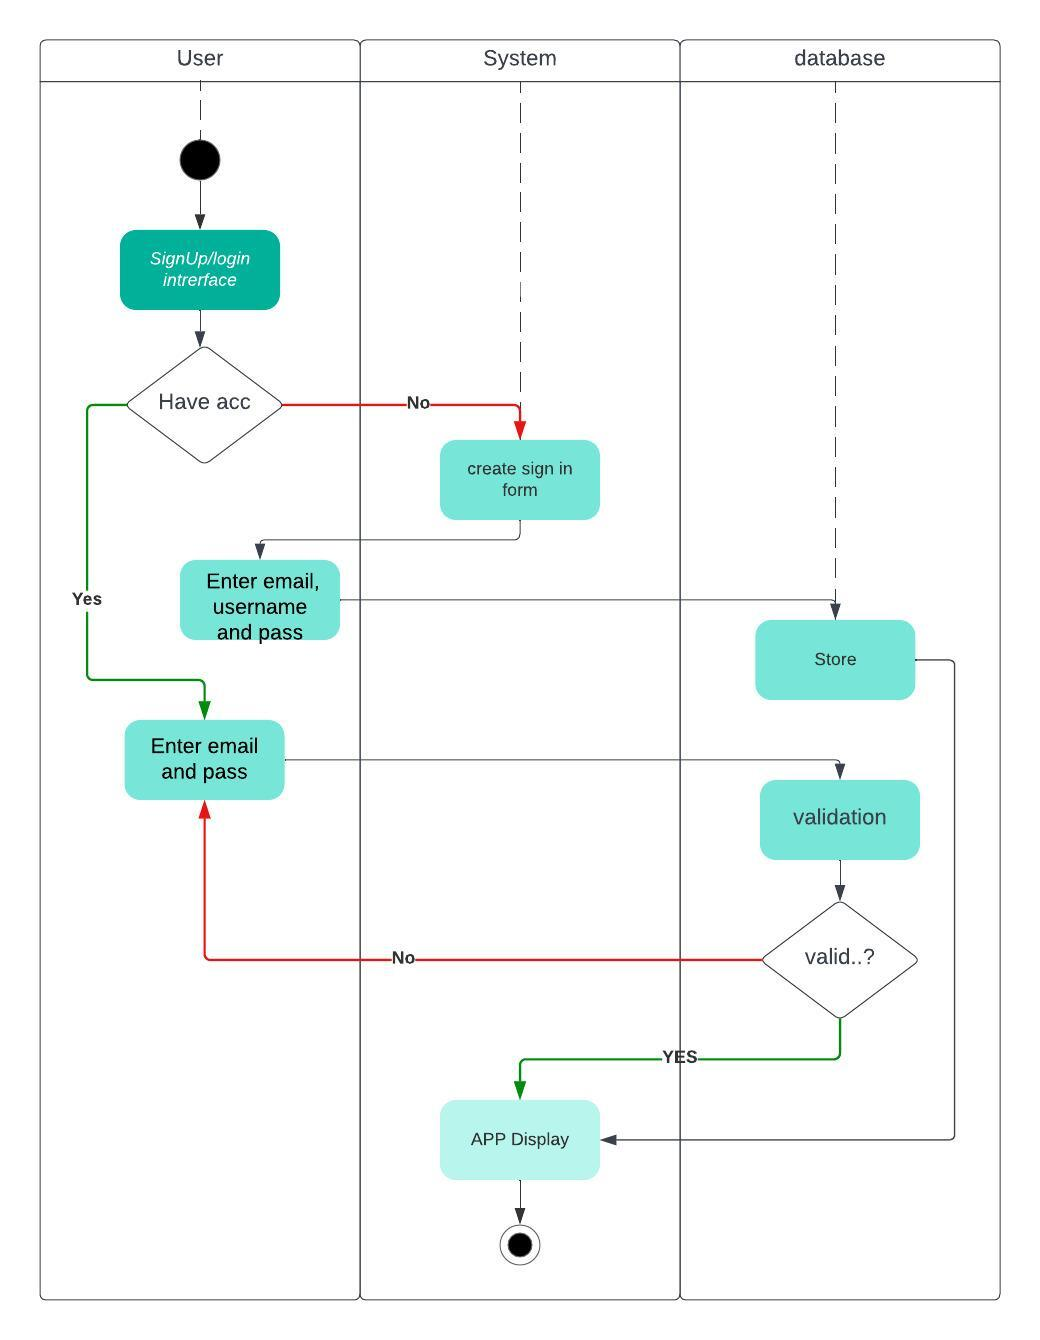 User
System
database
SignUp/login
intrerface
Have acc
No
create sign in
form
Enter email,
username
and pass
Yes
Store
Enter email
and pass
validation
valid..?
No
YES
APP Display